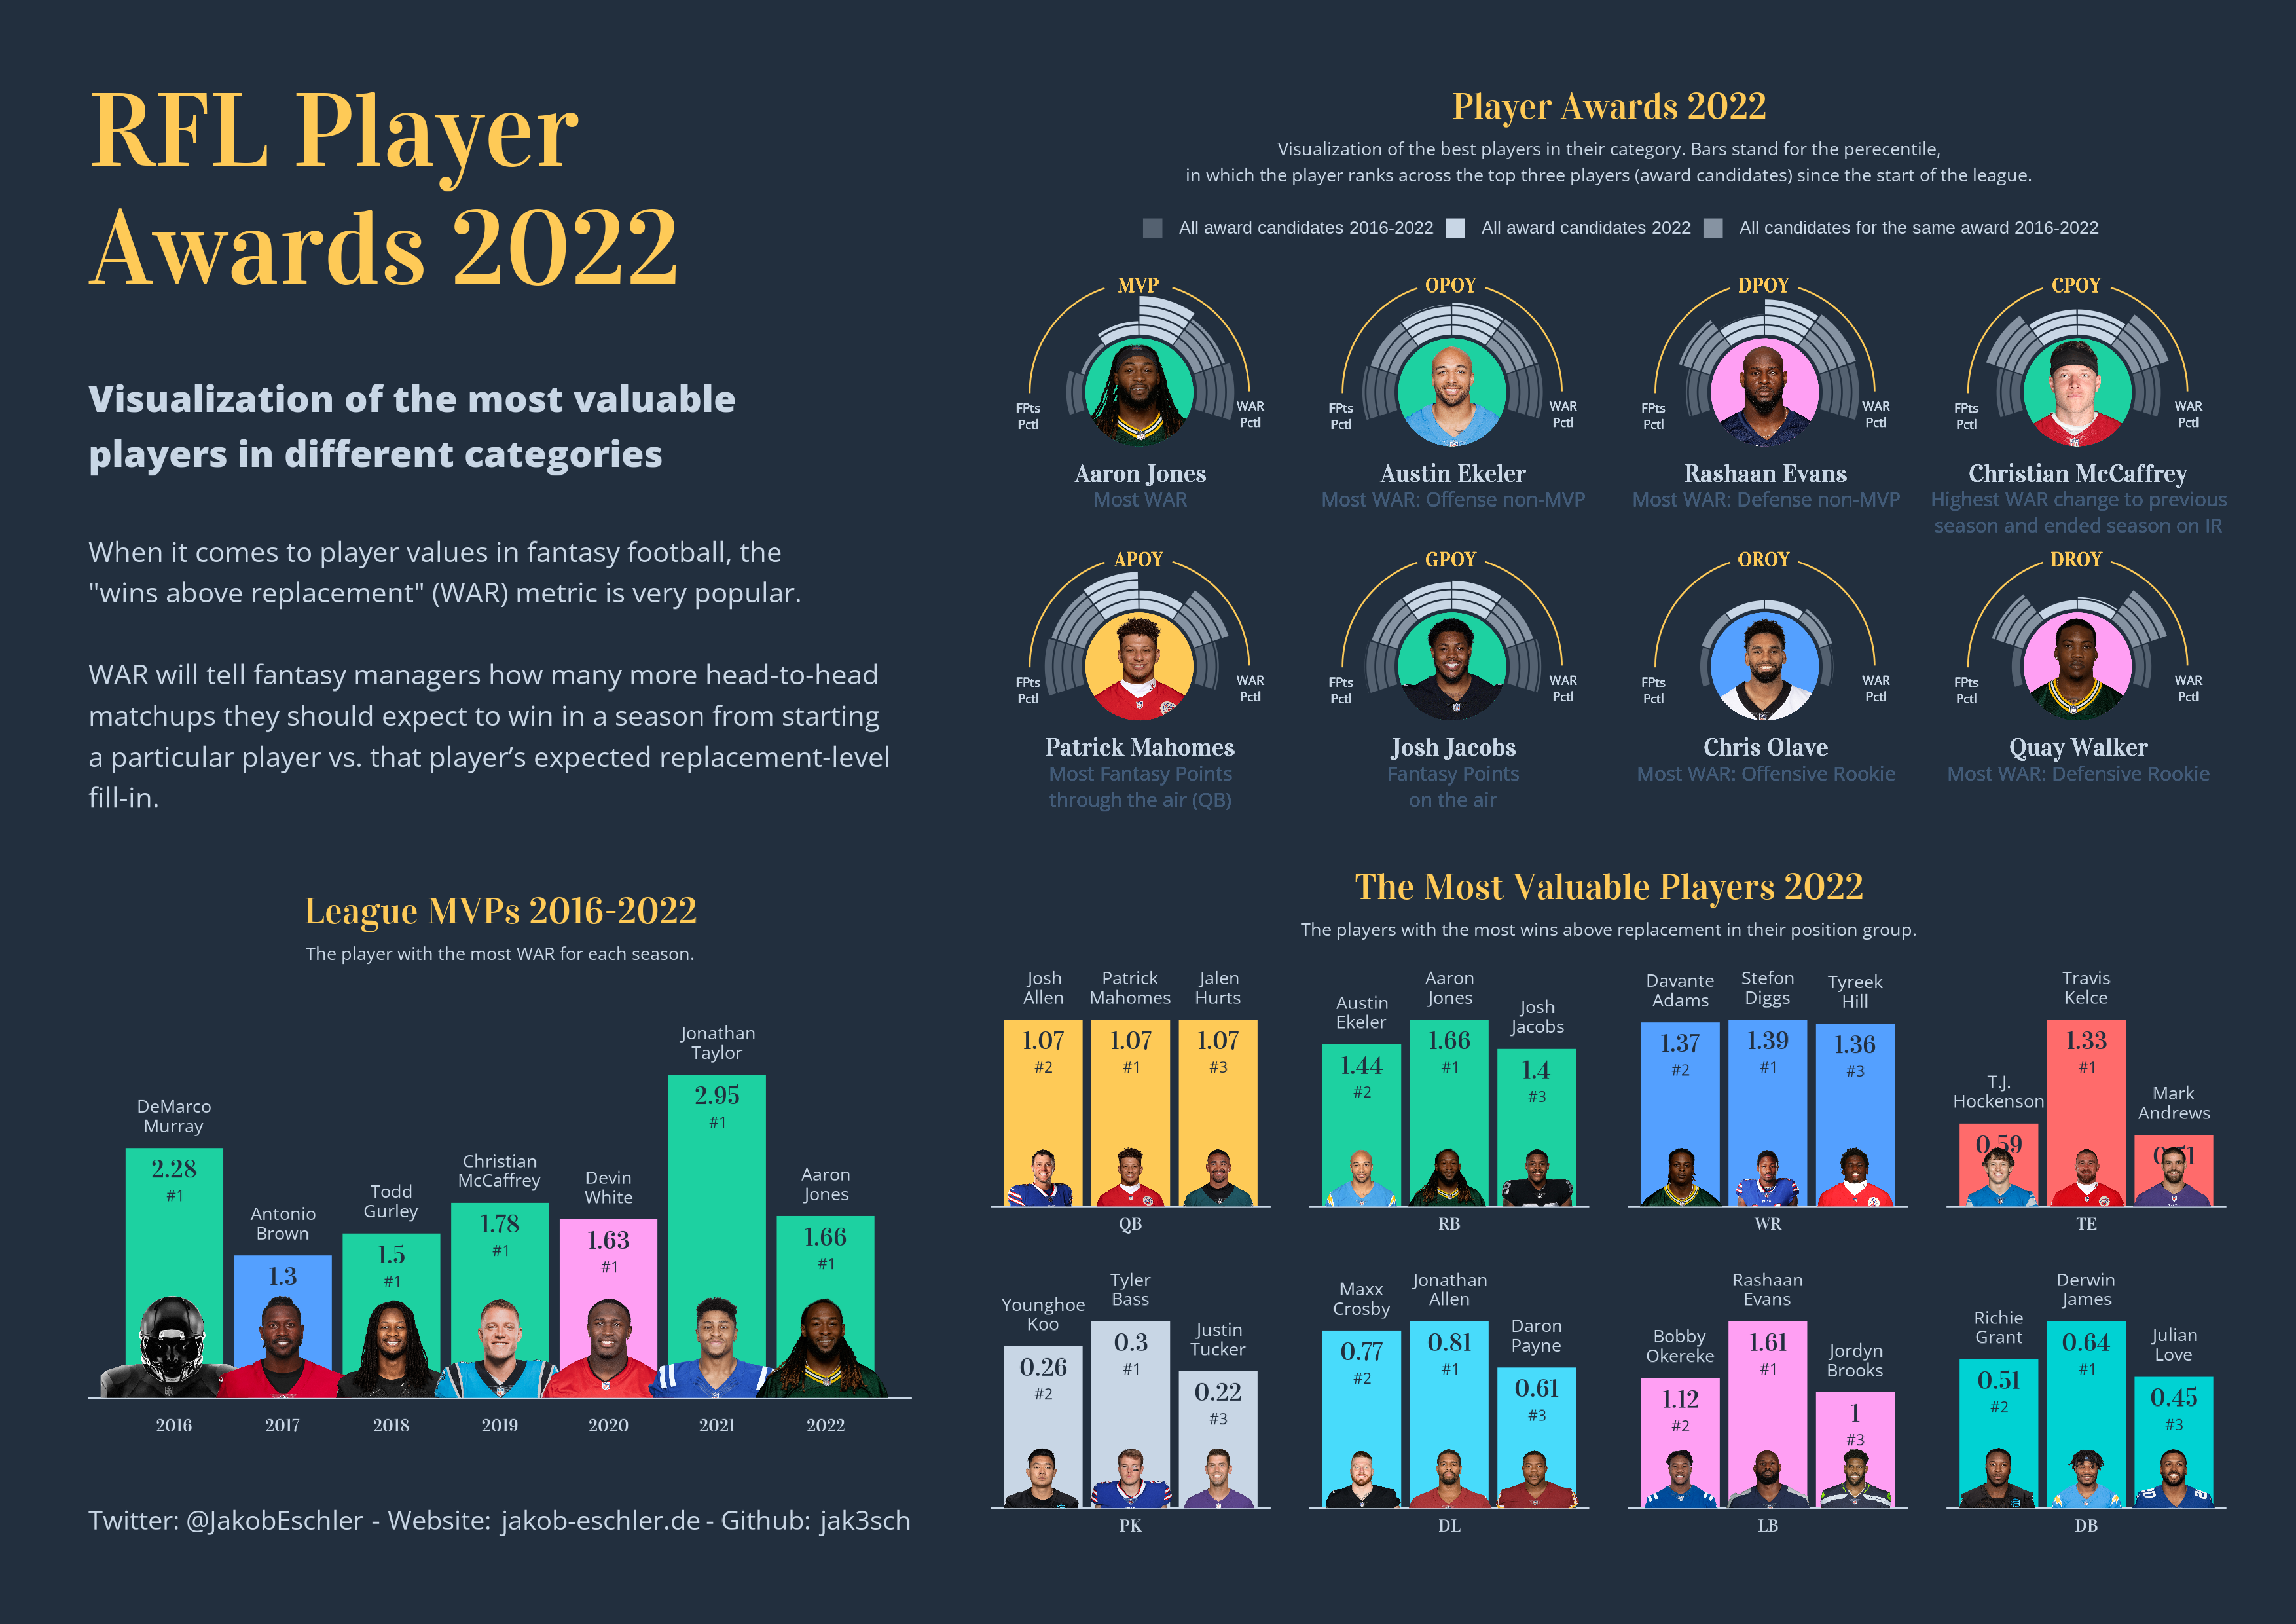 RFL Player
Awards 2022
Visualization of the most valuable
players in different categories
When it comes to player values in fantasy football, the
"wins above replacement" (WAR) metric is very popular.
WAR will tell fantasy managers how many more head-to-head
matchups they should expect to win in a season from starting
a particular player vs. that player’s expected replacement-level
fill-in.
League MVPs 2016-2022
The player with the most WAR for each season.
DeMarco
Murray
2.28
#1
Antonio
Brown
1.3
Todd
Gurley
1.5
#1
Christian
McCaffrey
1.78
#1
Devin
White
1.63
#1
Jonathan
Taylor
2.95
#1
Aaron
Jones
1.66
#1
2016 2017 2018 2019 2020 2021 2022
Twitter: @JakobEschler - Website: jakob-eschler.de - Github: jak3sch
Player Awards 2022
Visualization of the best players in their category. Bars stand for the perecentile,
in which the player ranks across the top three players (award candidates) since the start of the league.
All award candidates 2016-2022 All award candidates 2022 All candidates for the same award 2016-2022
MVP
FPts
Pctl
WAR
Pctl
Aaron Jones
Most WAR
OPOY
FPts
Pctl
WAR
Pctl
Austin Ekeler
Most WAR: Offense non-MVP
DPOY
FPts
Pctl
WAR
Pctl
Rashaan Evans
Most WAR: Defense non-MVP
CPOY
FPts
Pctl
WAR
Pctl
Christian McCaffrey
Highest WAR change to previous
season and ended season on IR
APOY
FPts
Pctl
WAR
Pctl
Patrick Mahomes
Most Fantasy Points
through the air (QB)
GPOY
FPts
Pctl
WAR
Pctl
Josh Jacobs
Fantasy Points
on the air
OROY
FPts
Pctl
WAR
Pctl
Chris Olave
Most WAR: Offensive Rookie
DROY
FPts
Pctl
WAR
Pctl
Quay Walker
Most WAR: Defensive Rookie
The Most Valuable Players 2022
The players with the most wins above replacement in their position group.
Josh
Allen
1.07
#2
Patrick
Mahomes
1.07
#1
Jalen
Hurts
1.07
#3
QB
Austin
Ekeler
1.44
#2
Aaron
Jones
1.66
#1
Josh
Jacobs
1.4
#3
RB
Davante
Adams
1.37
#2
Stefon
Diggs
1.39
#1
Tyreek
Hill
1.36
#3
WR
T.J.
Hockenson
0.59
Travis
Kelce
1.33
#1
Mark
Andrews
TE
Younghoe
Koo
0.26
#2
Tyler
Bass
0.3
#1
Justin
Tucker
0.22
#3
PK
Maxx
Crosby
0.77
#2
Jonathan
Allen
0.81
#1
Daron
Payne
0.61
#3
DL
Bobby
Okereke
1.12
#2
Rashaan
Evans
1.61
#1
Jordyn
Brooks
1
#3
LB
Richie
Grant
0.51
#2
Derwin
James
0.64
#1
Julian
Love
0.45
#3
DB